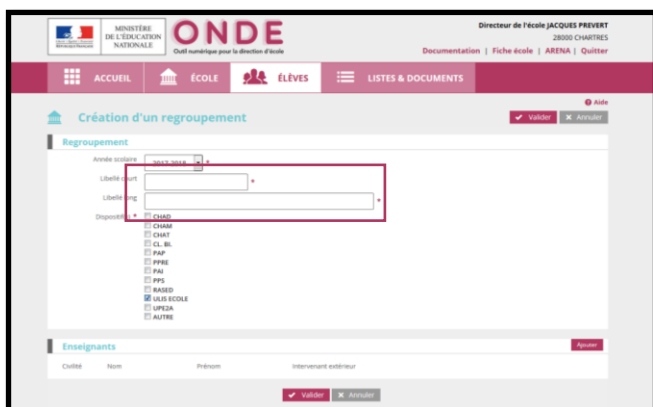 MINISTÈRE
DE L'ÉDUCATION
NATIONALE
ONDE
Outil numérique pour la direction d'école
Directeur de l'école JACQUES PREVERT
28000 CHARTRES
Documentation | Fiche école | ARENA | Quitter
ACCUEIL ÉCOLE ÉLÈVES LISTES & DOCUMENTS
Aide
Création d'un regroupement
Valider Annuler
Regroupement
Année scolaire 2017-2018 *
Libellé court *
Libellé long *
Dispositif(s) * CHAD
CHAM
CHAT
CL. BI.
PAP
PPRE
PAI
PPS
RASED
ULIS ECOLE
UPE2A
AUTRE
Enseignants Ajouter
Civilité Nom Prénom Intervenant extérieur
Valider Annuler